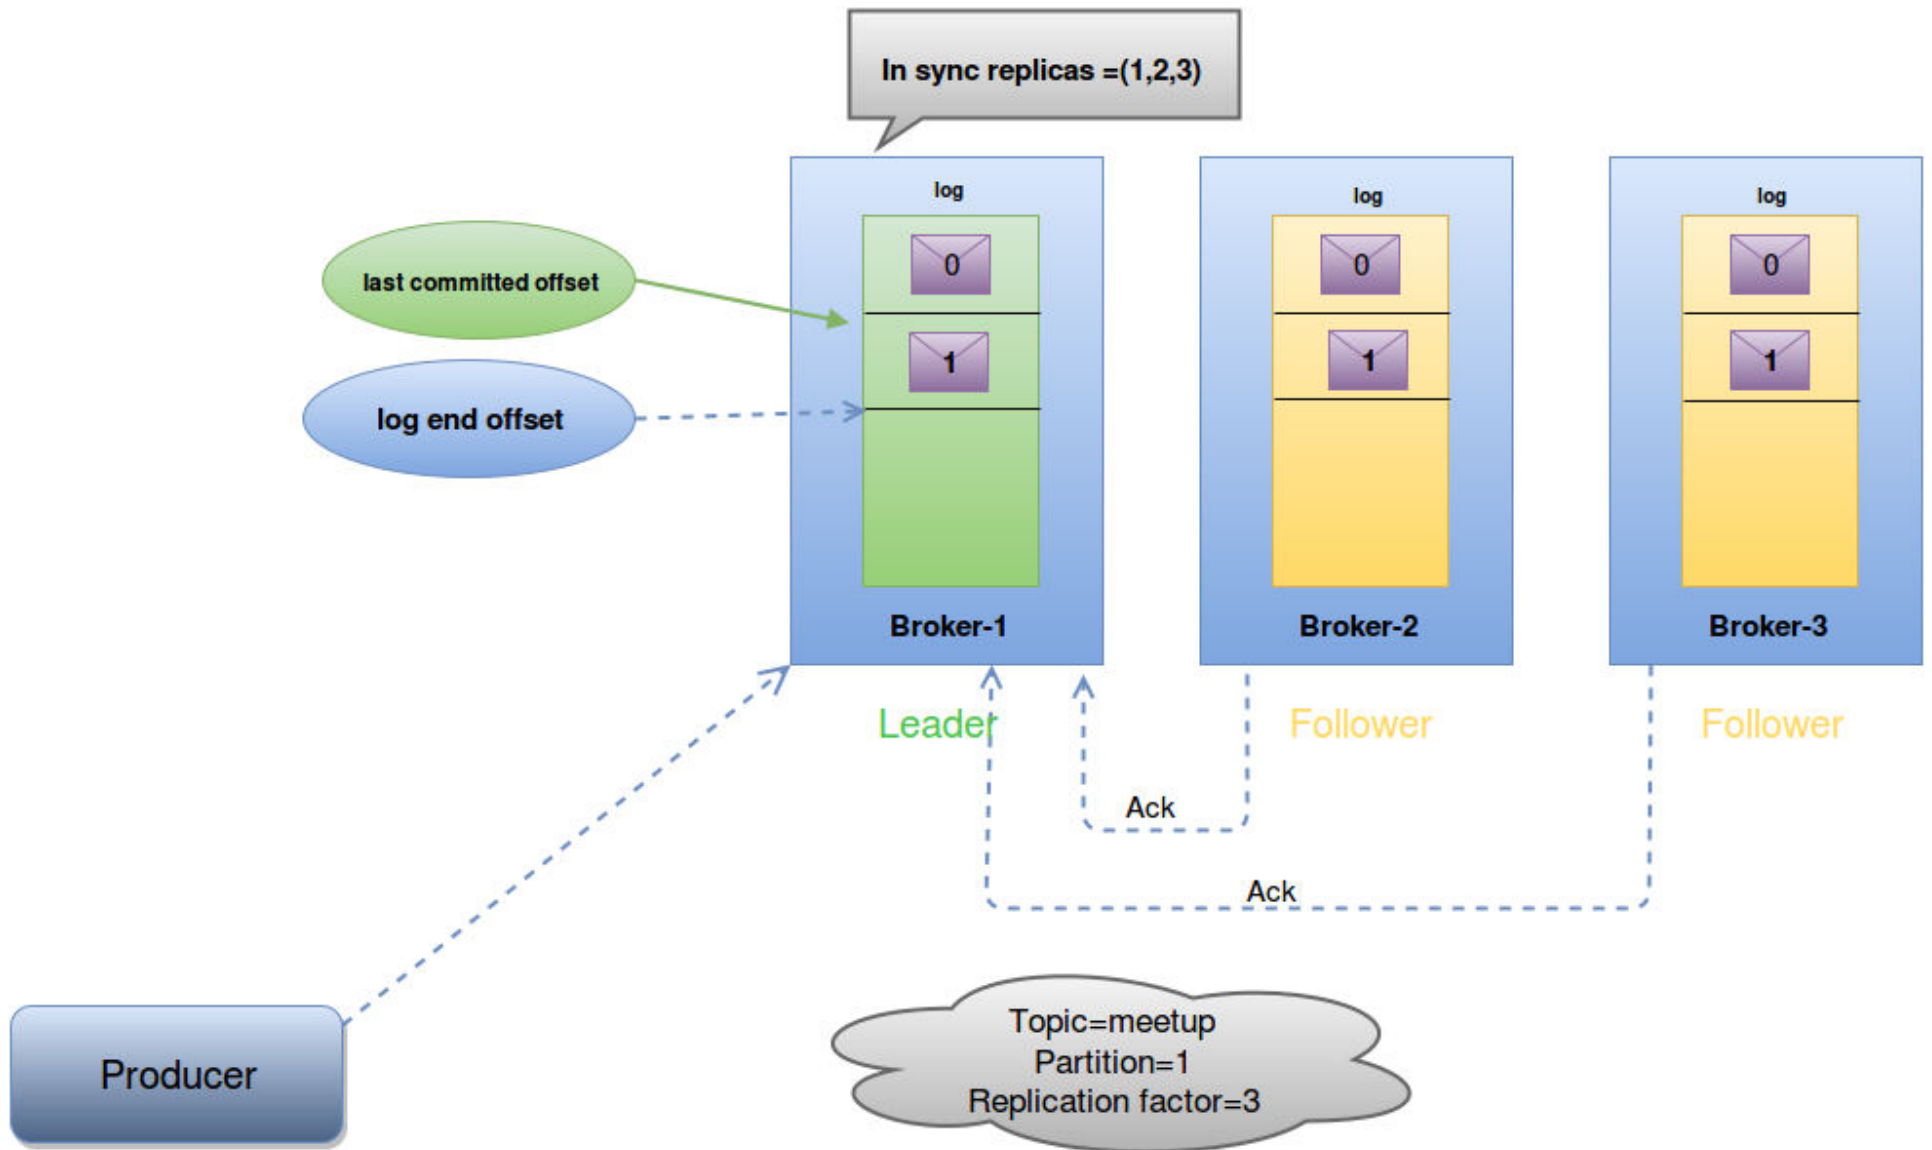 In sync replicas =(1,2,3)
log
log
log
0
0
0
last committed offset
1
1
1
log end offset
Broker-1
Broker-2
Broker-3
Leader
Follower
Follower
Ack
Ack
Topic=meetup
Partition=1
Replication factor=3
Producer